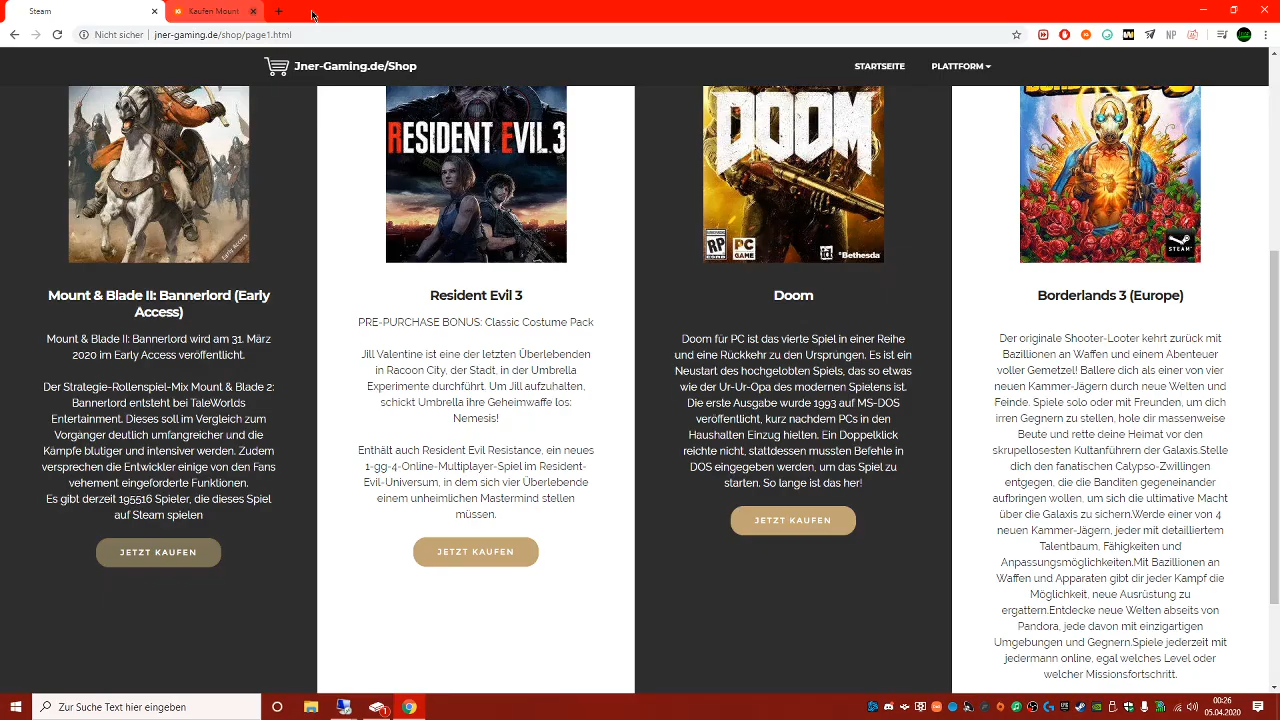 Steam
Kaufen Mount
Nicht sicher
jner-gaming.de/shop/page1.html
NP
Jner-Gaming.de/Shop
STARTSEITE
PLATTFORM
Early Access
Mount & Blade II: Bannerlord (Early
Access)
Mount & Blade II: Bannerlord wird am 31. März
2020 im Early Access veröffentlicht.
Der Strategie-Rollenspiel-Mix Mount & Blade 2:
Bannerlord entsteht bei TaleWorlds
Entertainment. Dieses soll im Vergleich zum
Vorgänger deutlich umfangreicher und die
Kämpfe blutiger und intensiver werden. Zudem
versprechen die Entwickler einige von den Fans
vehement eingeforderte Funktionen.
Es gibt derzeit 195516 Spieler, die dieses Spiel
auf Steam spielen
JETZT KAUFEN
RESIDENT EVIL 3
Resident Evil 3
PRE-PURCHASE BONUS: Classic Costume Pack
Jill Valentine ist eine der letzten Überlebenden
in Racoon City, der Stadt, in der Umbrella
Experimente durchführt. Um Jill aufzuhalten,
schickt Umbrella ihre Geheimwaffe los:
Nemesis!
Enthält auch Resident Evil Resistance, ein neues
1-gg-4-Online-Multiplayer-Spiel im Resident-
Evil-Universum, in dem sich vier Überlebende
einem unheimlichen Mastermind stellen
müssen.
JETZT KAUFEN
DOOM
RP
PC
GAME
id
Bethesda
Doom
Doom für PC ist das vierte Spiel in einer Reihe
und eine Rückkehr zu den Ursprüngen. Es ist ein
Neustart des hochgelobten Spiels, das so etwas
wie der Ur-Ur-Opa des modernen Spielens ist.
Die erste Ausgabe wurde 1993 auf MS-DOS
veröffentlicht, kurz nachdem PCs in den
Haushalten Einzug hielten. Ein Doppelklick
reichte nicht, stattdessen mussten Befehle in
DOS eingegeben werden, um das Spiel zu
starten. So lange ist das her!
JETZT KAUFEN
STEAM
Borderlands 3 (Europe)
Der originale Shooter-Looter kehrt zurück mit
Bazillionen an Waffen und einem Abenteuer
voller Gemetzel! Ballere dich als einer von vier
neuen Kammer-Jägern durch neue Welten und
Feinde. Spiele solo oder mit Freunden, um dich
irren Gegnern zu stellen, hole dir massenweise
Beute und rette deine Heimat vor den
skrupellosesten Kultanführern der Galaxis.Stelle
dich den fanatischen Calypso-Zwillingen
entgegen, die die Banditen gegeneinander
aufbringen wollen, um sich die ultimative Macht
über die Galaxis zu sichern.Werde einer von 4
neuen Kammer-Jägern, jeder mit detailliertem
Talentbaum, Fähigkeiten und
Anpassungsmöglichkeiten.Mit Bazillionen an
Waffen und Apparaten gibt dir jeder Kampf die
Möglichkeit, neue Ausrüstung zu
ergattern.Entdecke neue Welten abseits von
Pandora, jede davon mit einzigartigen
Umgebungen und Gegnern.Spiele jederzeit mit
jedermann online, egal welches Level oder
welcher Missionsfortschritt.
Zur Suche Text hier eingeben
1
00:26
05.04.2020